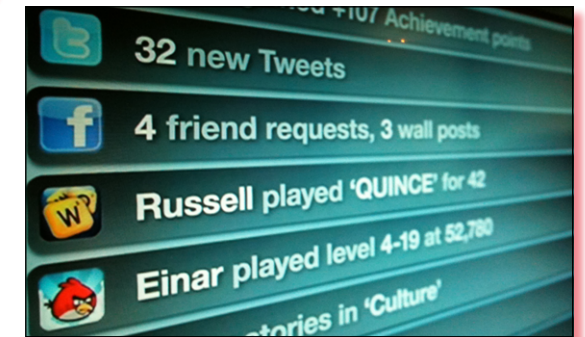 +107 Achievement points
32 new Tweets
4 friend requests, 3 wall posts
W
Russell played 'QUINCE' for 42
Einar played level 4-19 at 52,780
stories in 'Culture'